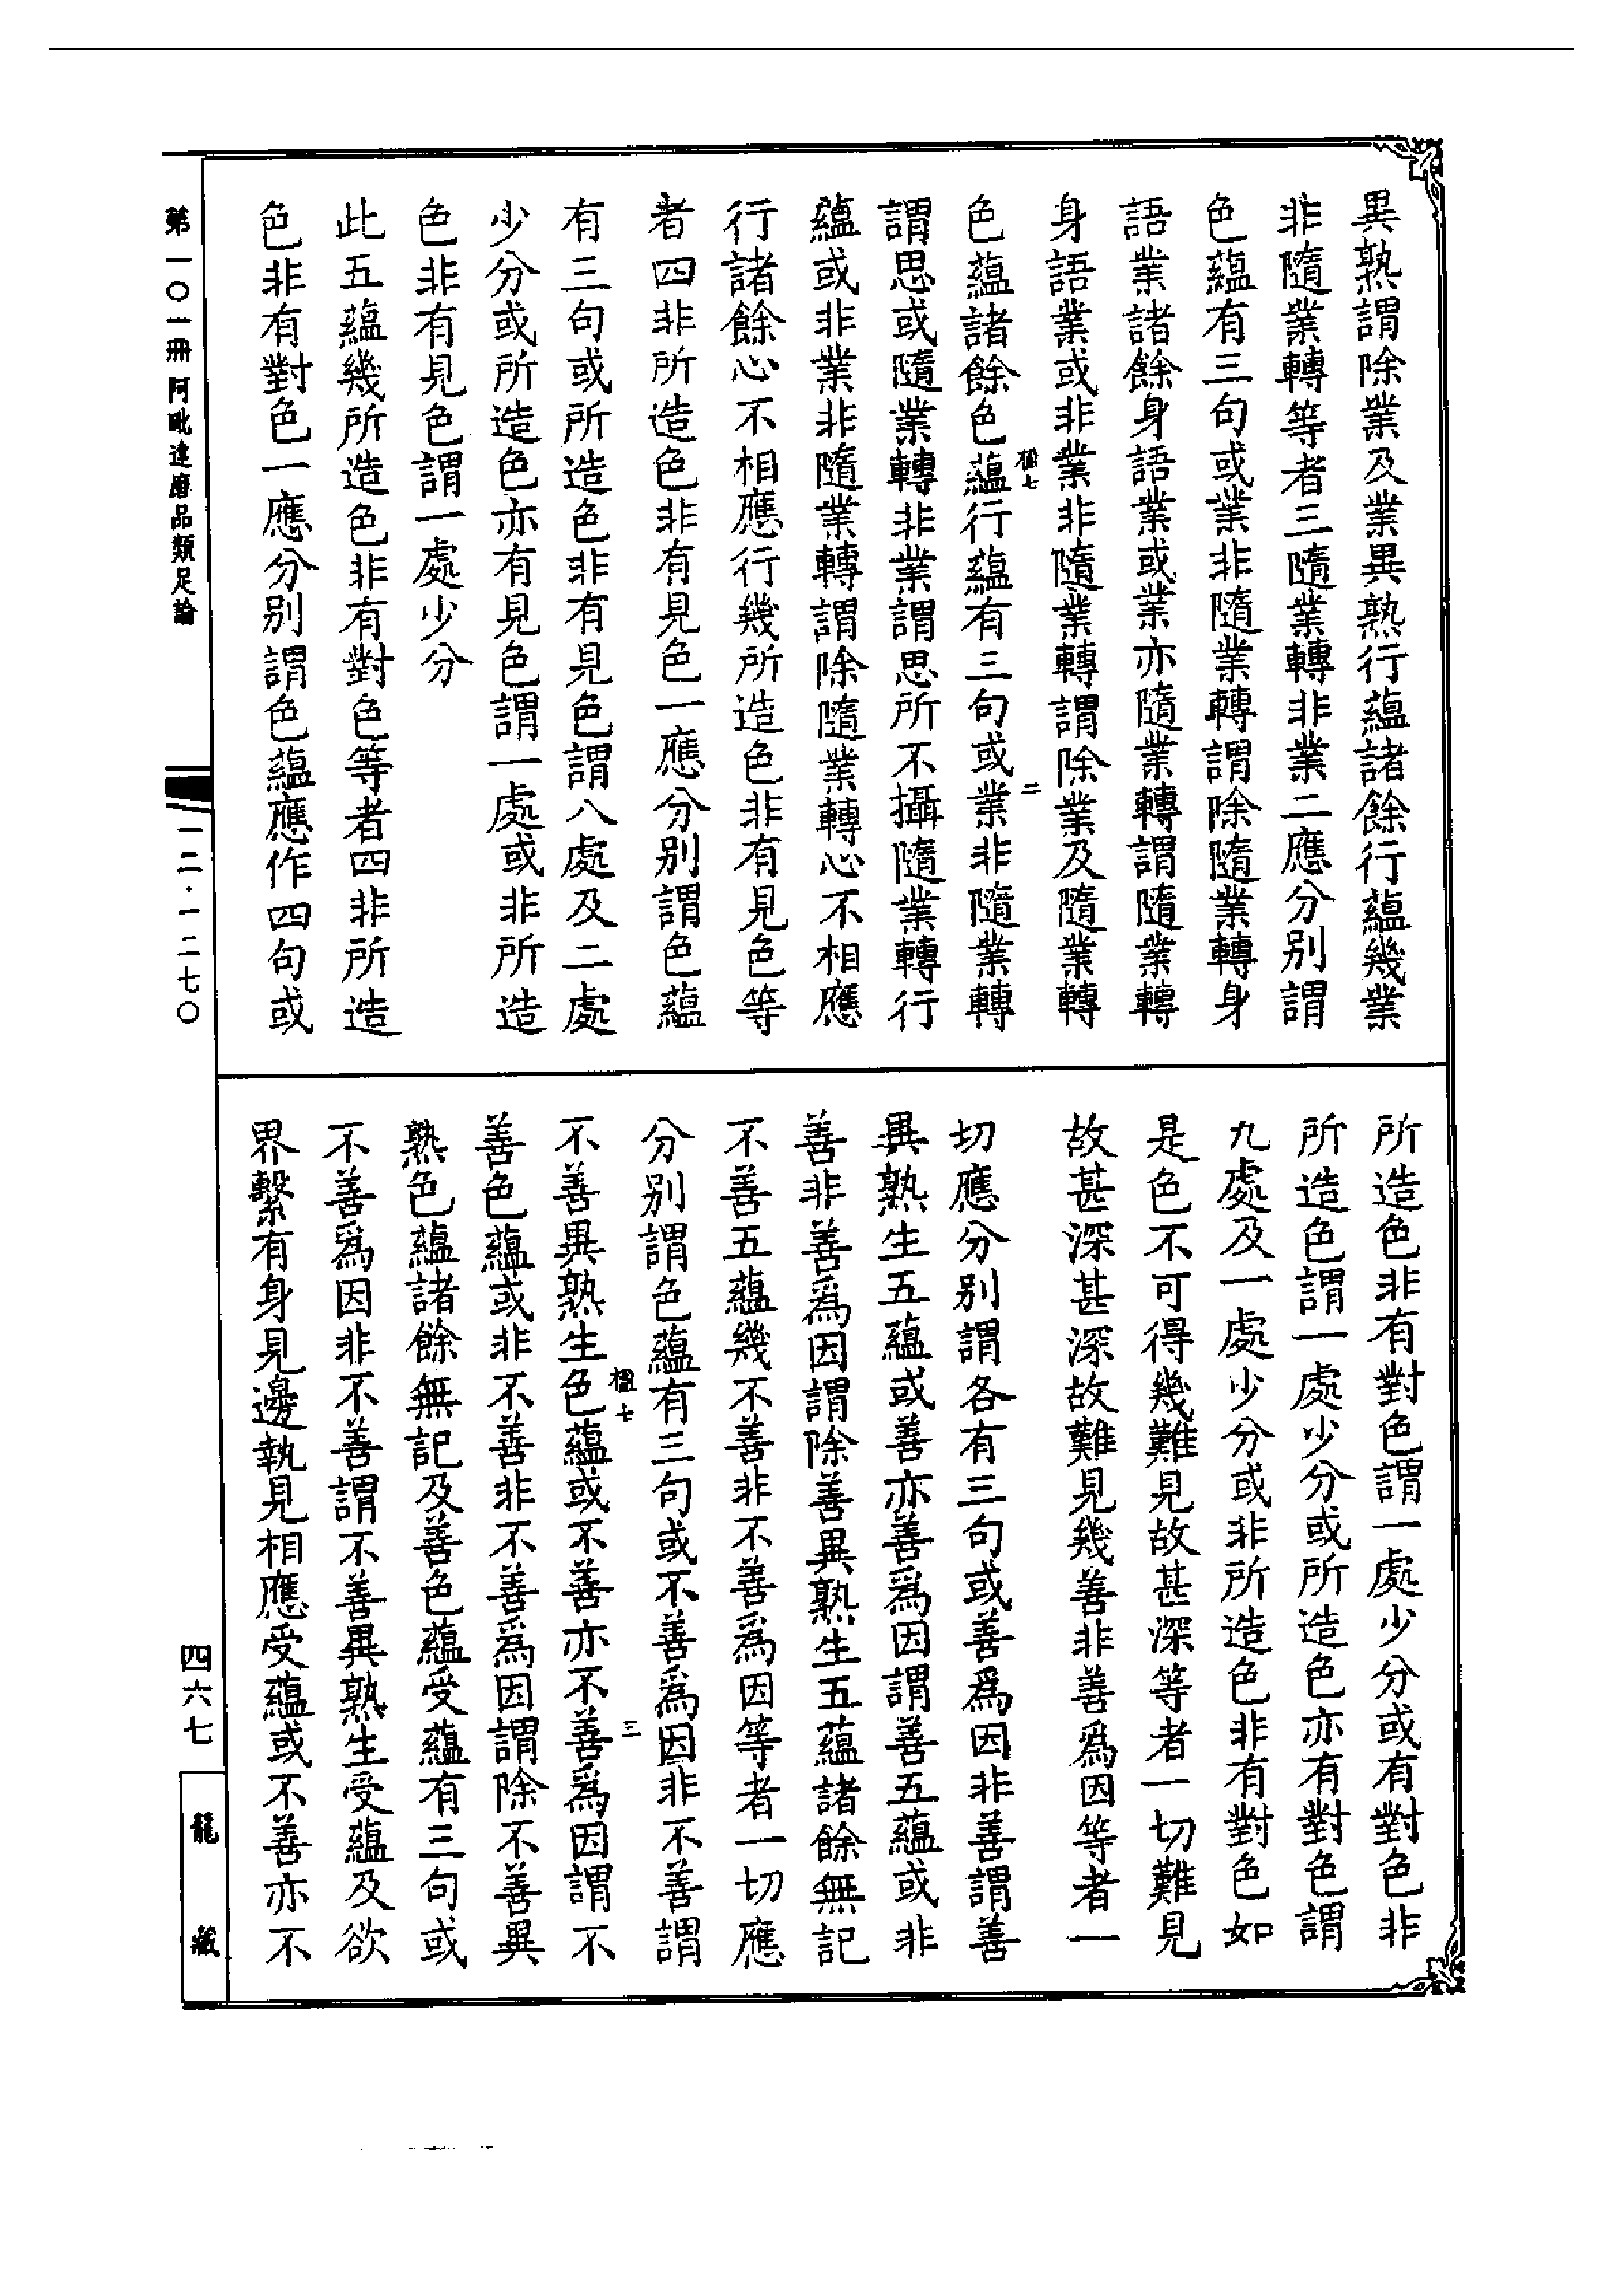 異熟謂除業及業異熟行蘊諸餘行蘊幾業
非隨業轉等者三隨業轉非業二應分別謂
色蘊有三句或業非隨業轉謂除隨業轉身
語業諸餘身語業或業亦隨業轉謂隨業轉
身語業或非業非隨業轉謂除業及隨業轉
色蘊諸餘色蘊行蘊有三句或業非隨業轉
謂思或隨業轉非業謂思所不攝隨業轉行
蘊或非業非隨業轉謂除隨業轉心不相應
行諸餘心不相應行幾所造色非有見色等
者四非所造色非有見色一應分別謂色蘊
有三句或所造色非有見色謂八處及二處
少分或所造色亦有見色謂一處或非所造
色非有見色謂一處少分
此五蘊幾所造色非有對色等者四非所造
色非有對色一應分別謂色蘊應作四句或
所造色非有對色謂一處少分或有對色非
所造色謂一處少分或所造色亦有對色謂
九處及一處少分或非所造色非有對色如
是色不可得幾難見故甚深等者一切難見
故甚深甚深故難見幾善非善爲因等者一
切應分別謂各有三句或善爲因非善謂善
異熟生五蘊或善亦善爲因謂善五蘊或非
善非善爲因謂除善異熟生五蘊諸餘無記
不善五蘊幾不善非不善爲因等者一切應
分別謂色蘊有三句或不善爲因非不善謂
不善異熟生色蘊或不善亦不善爲因謂不
善色蘊或非不善非不善爲因謂除不善異
熟色蘊諸餘無記及善色蘊受蘊有三句或
不善爲因非不善謂不善異熟生受蘊及欲
界繫有身見邊執見相應受蘊或不善亦不
楹七
二
楹七
三
第一〇一冊 阿毗達磨品類足論
一二·一二七〇
四六七
龍藏